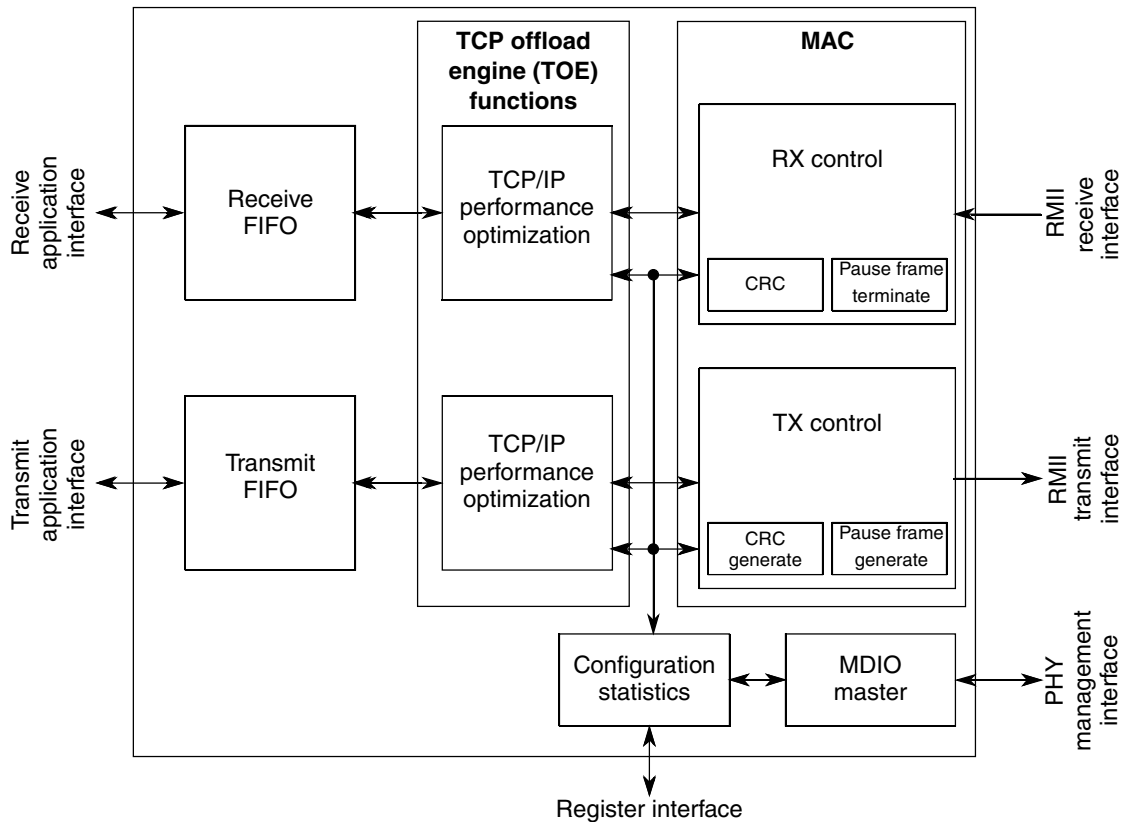 TCP offload
engine (TOE)
functions
MAC
Receive
application
interface
Receive
FIFO
TCP/IP
performance
optimization
RX control
CRC
Pause frame
terminate
RMII
receive
interface
Transmit
application
interface
Transmit
FIFO
TCP/IP
performance
optimization
TX control
CRC
generate
Pause frame
generate
RMII
transmit
interface
Configuration
statistics
MDIO
master
PHY
management
interface
Register interface